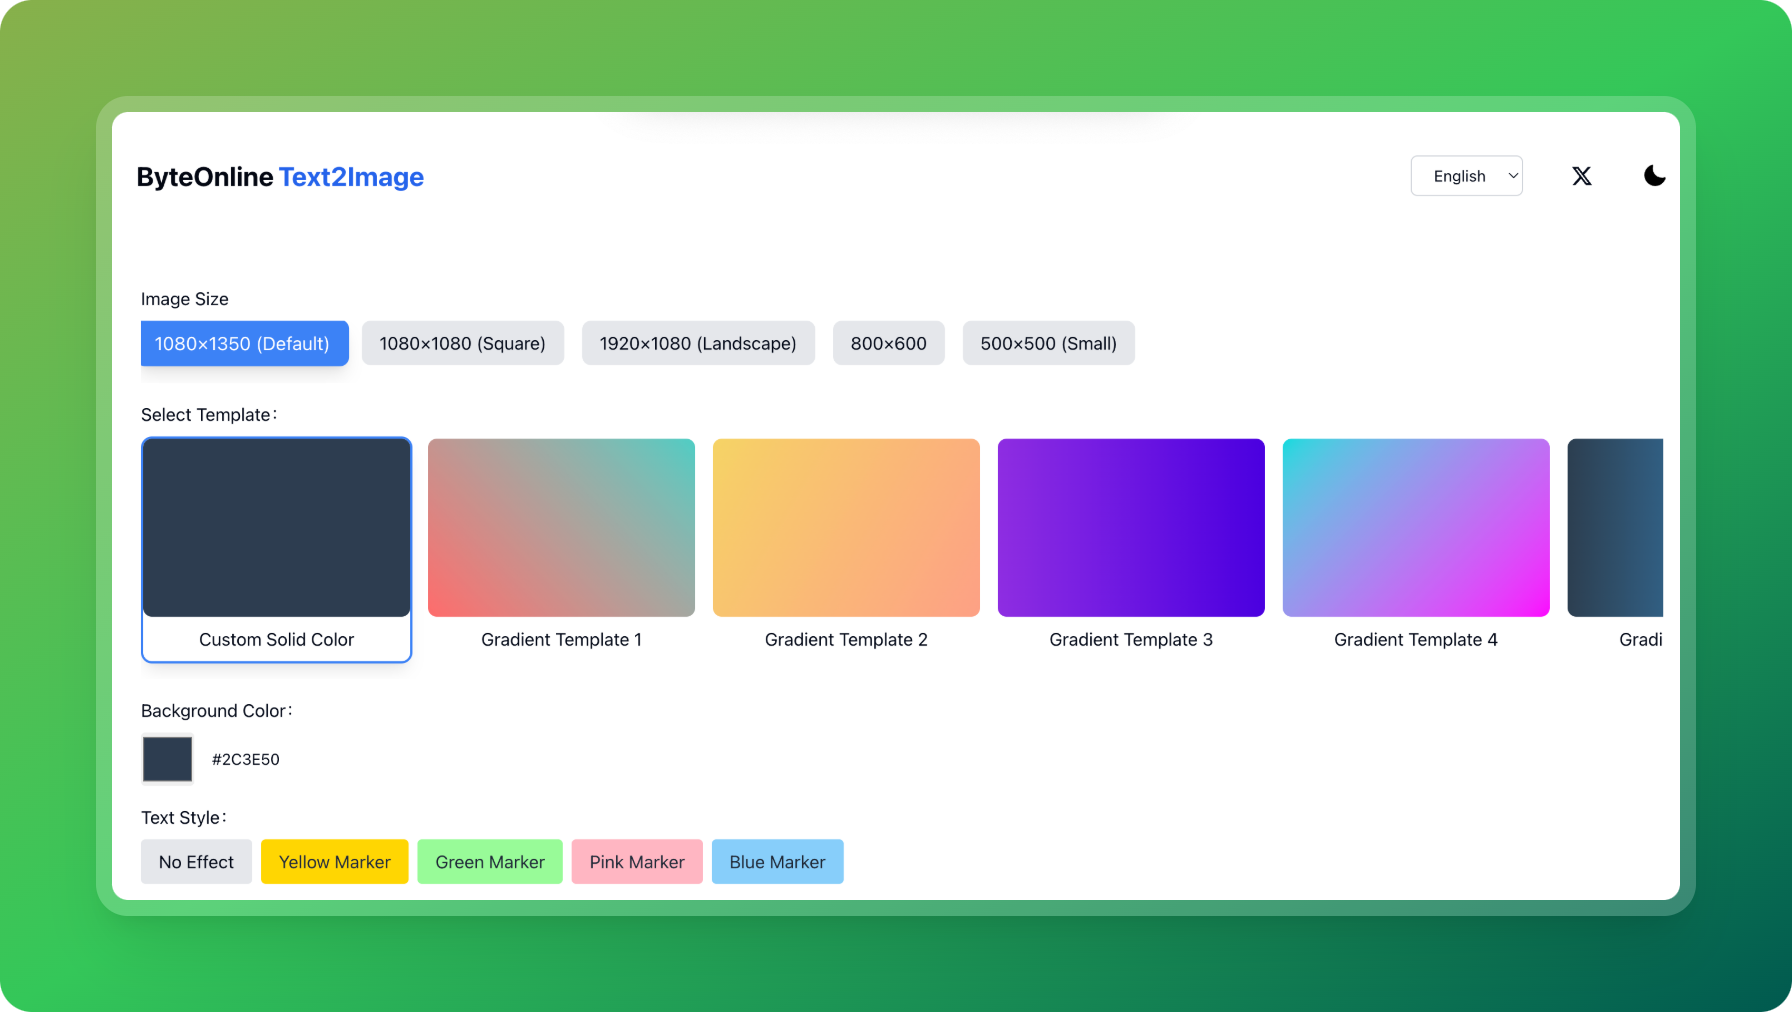 ByteOnline Text2Image
English
Image Size
1080×1350 (Default) 1080×1080 (Square) 1920×1080 (Landscape) 800×600 500×500 (Small)
Select Template:
Custom Solid Color Gradient Template 1 Gradient Template 2 Gradient Template 3 Gradient Template 4 Gradi
Background Color:
#2C3E50
Text Style:
No Effect Yellow Marker Green Marker Pink Marker Blue Marker